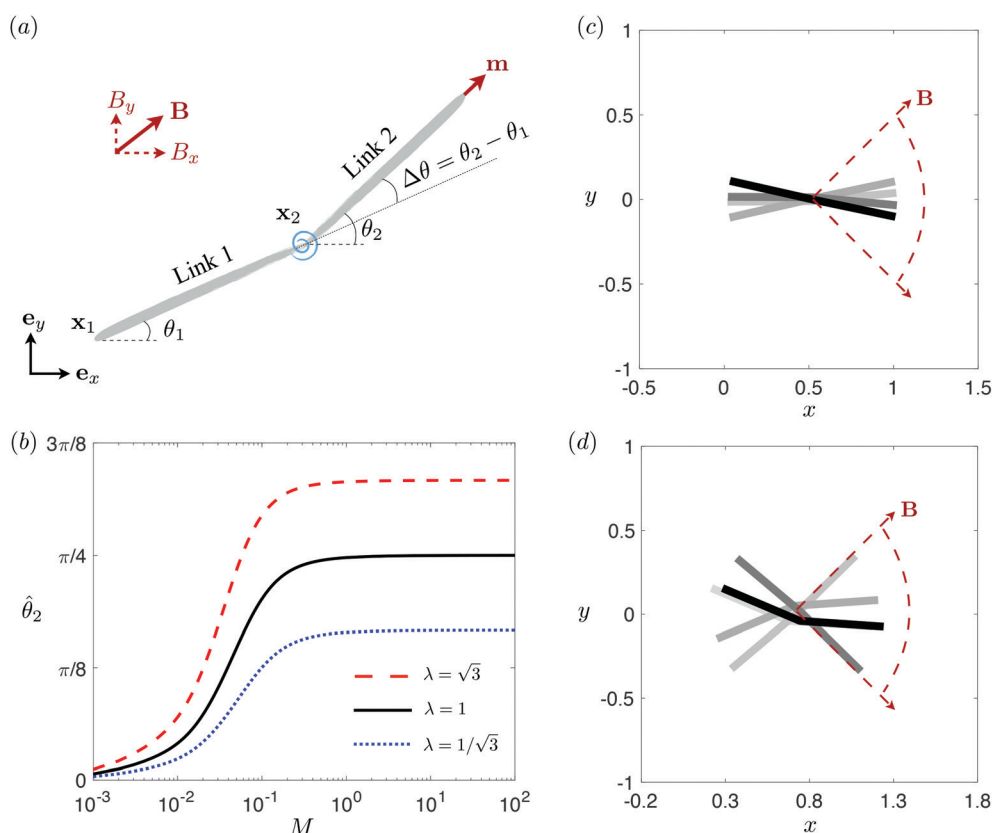 (a)
B_y
B
B_x
m
Link 2
Δθ = θ_2 − θ_1
x_2
θ_2
Link 1
x_1
θ_1
e_y
e_x
(b)
3π/8
π/4
θ̂_2
π/8
0
λ = √3
λ = 1
λ = 1/√3
10^{-3} 10^{-2} 10^{-1} 10^0 10^1 10^2
M
(c)
1
0.5
B
y 0
-0.5
-1
-0.5 0 0.5 1 1.5
x
(d)
1
0.5
B
y 0
-0.5
-1
-0.2 0.3 0.8 1.3 1.8
x